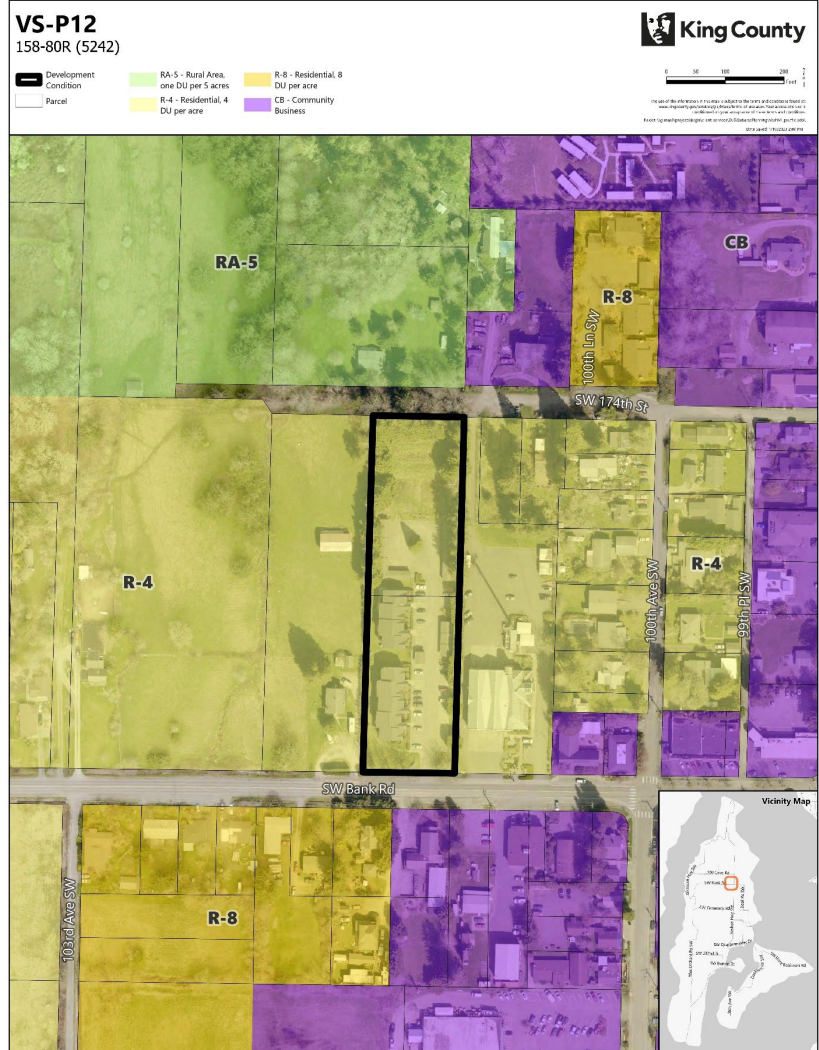 VS-P12
158-80R (5242)
King County
Development
Condition
Parcel
RA-5 - Rural Area,
one DU per 5 acres
R-4 - Residential, 4
DU per acre
R-8 - Residential, 8
DU per acre
CB - Community
Business
0 50 100 200
Feet
RA-5
CB
R-8
100th Ln SW
SW 174th St
R-4
R-4
100th Ave SW
99th Pl SW
SW Bank Rd
103rd Ave SW
R-8
Vicinity Map